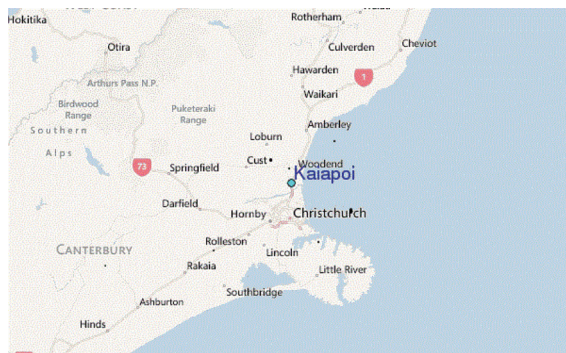 Hokitika
Rotherham
Otira
Culverden
Cheviot
Hawarden
Arthurs Pass N.P.
1
Waikari
Birdwood
Range
Puketeraki
Range
Southern
Alps
Amberley
Loburn
Cust
Woodend
73
Springfield
Kaiapoi
Darfield
Hornby
Christchurch
Rolleston
CANTERBURY
Lincoln
Rakaia
Little River
Southbridge
Ashburton
Hinds